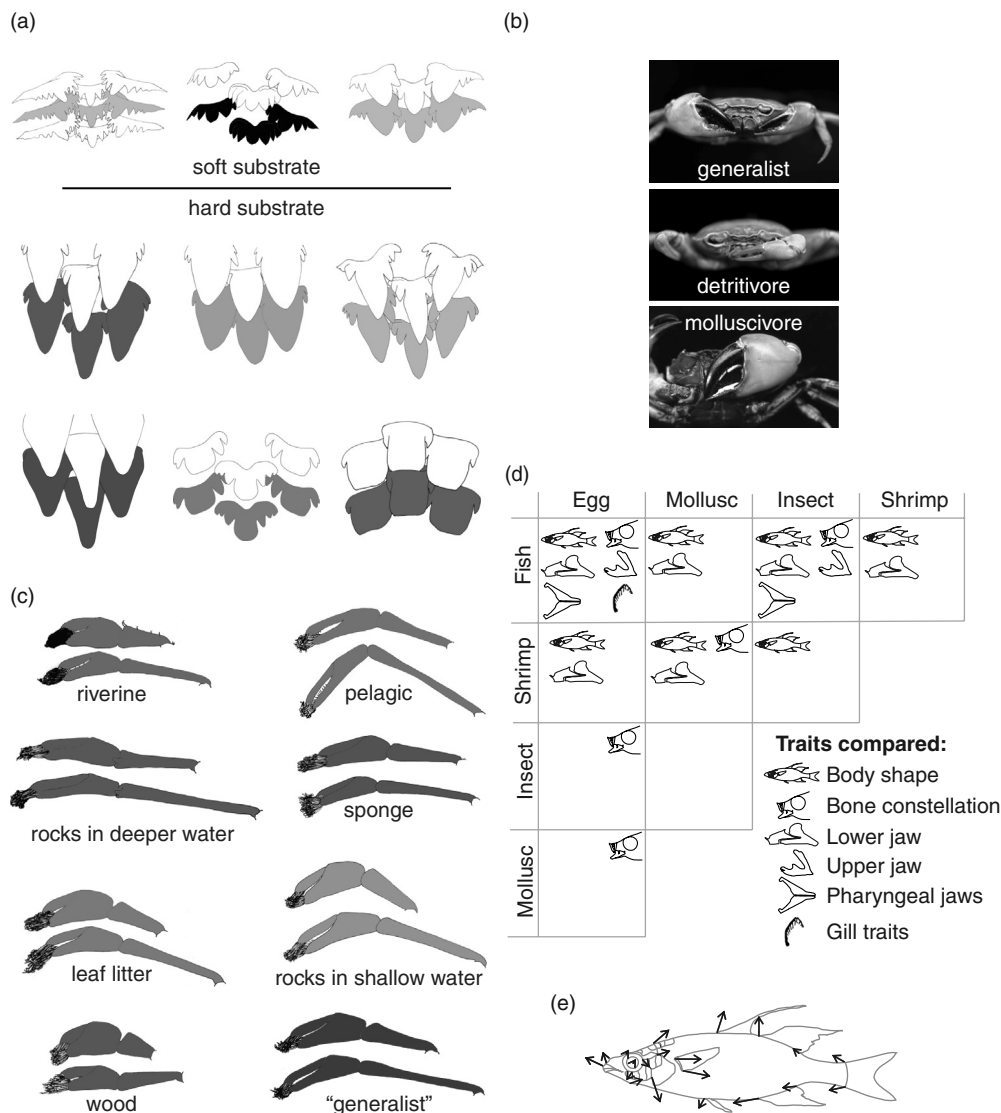 (a)
soft substrate
hard substrate
(b)
generalist
detritivore
molluscivore
(c)
riverine
pelagic
rocks in deeper water
sponge
leaf litter
rocks in shallow water
wood
“generalist”
(d)
Egg Mollusc Insect Shrimp
Fish
Shrimp
Insect
Mollusc
Traits compared:
Body shape
Bone constellation
Lower jaw
Upper jaw
Pharyngeal jaws
Gill traits
(e)